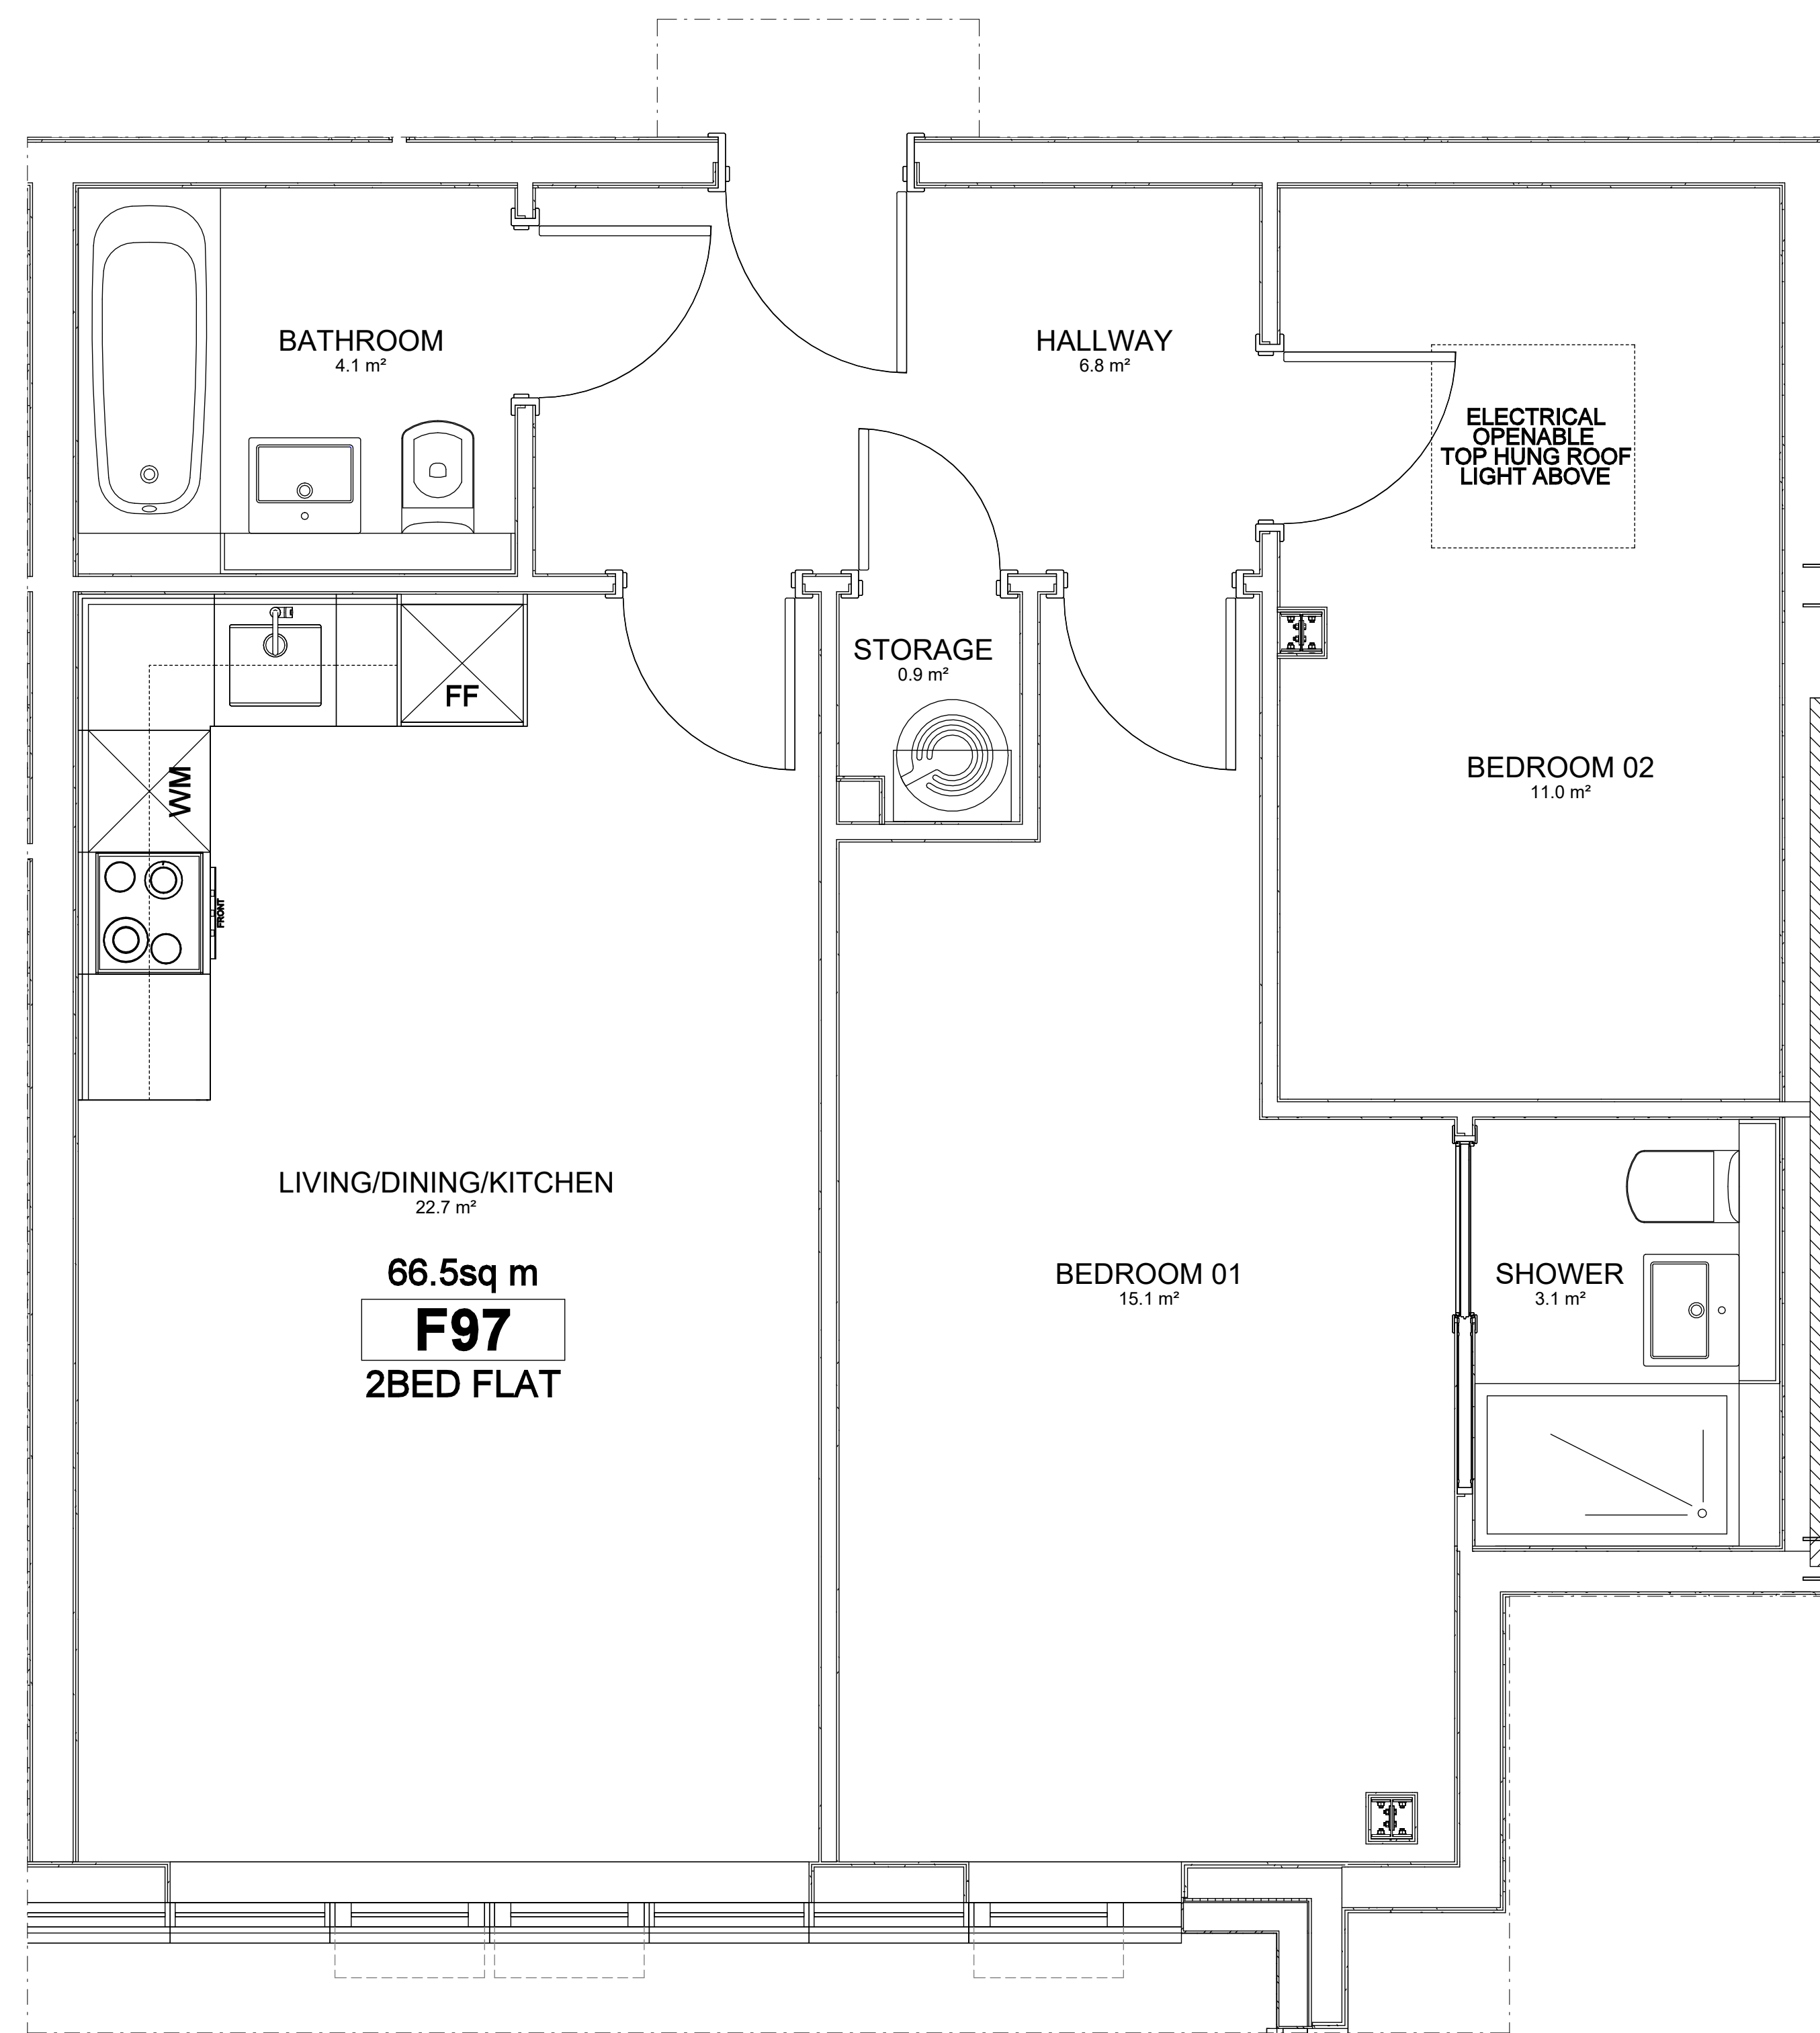 BATHROOM
4.1 m²
HALLWAY
6.8 m²
ELECTRICAL
OPENABLE
TOP HUNG ROOF
LIGHT ABOVE
STORAGE
0.9 m²
FF
WM
FRONT
BEDROOM 02
11.0 m²
LIVING/DINING/KITCHEN
22.7 m²
66.5sq m
F97
2BED FLAT
BEDROOM 01
15.1 m²
SHOWER
3.1 m²